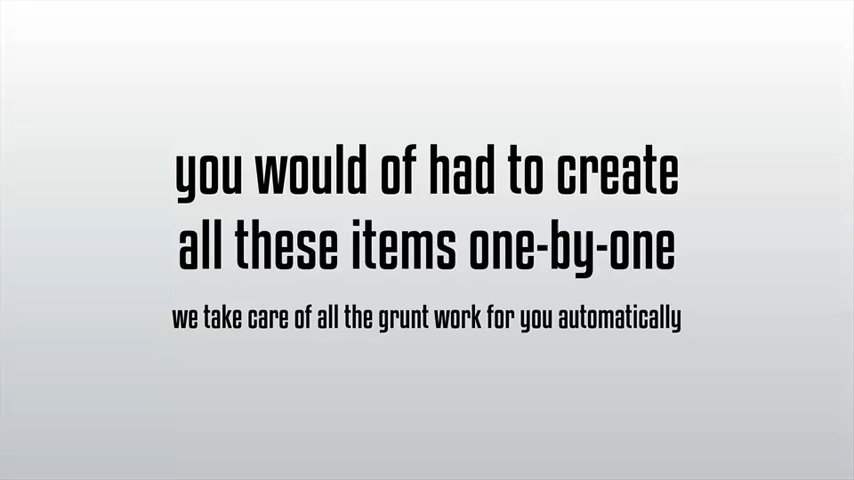 you would of had to create
all these items one-by-one
we take care of all the grunt work for you automatically